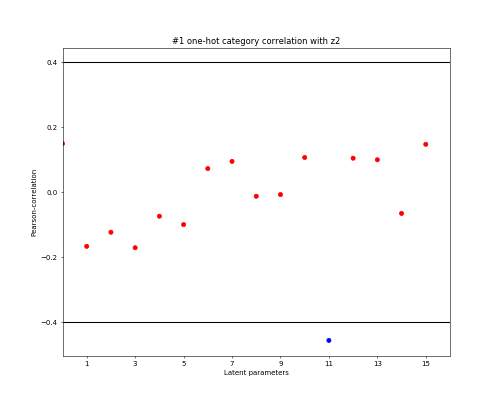 #1 one-hot category correlation with z2
0.4
0.2
0.0
−0.2
−0.4
Pearson-correlation
1 3 5 7 9 11 13 15
Latent parameters